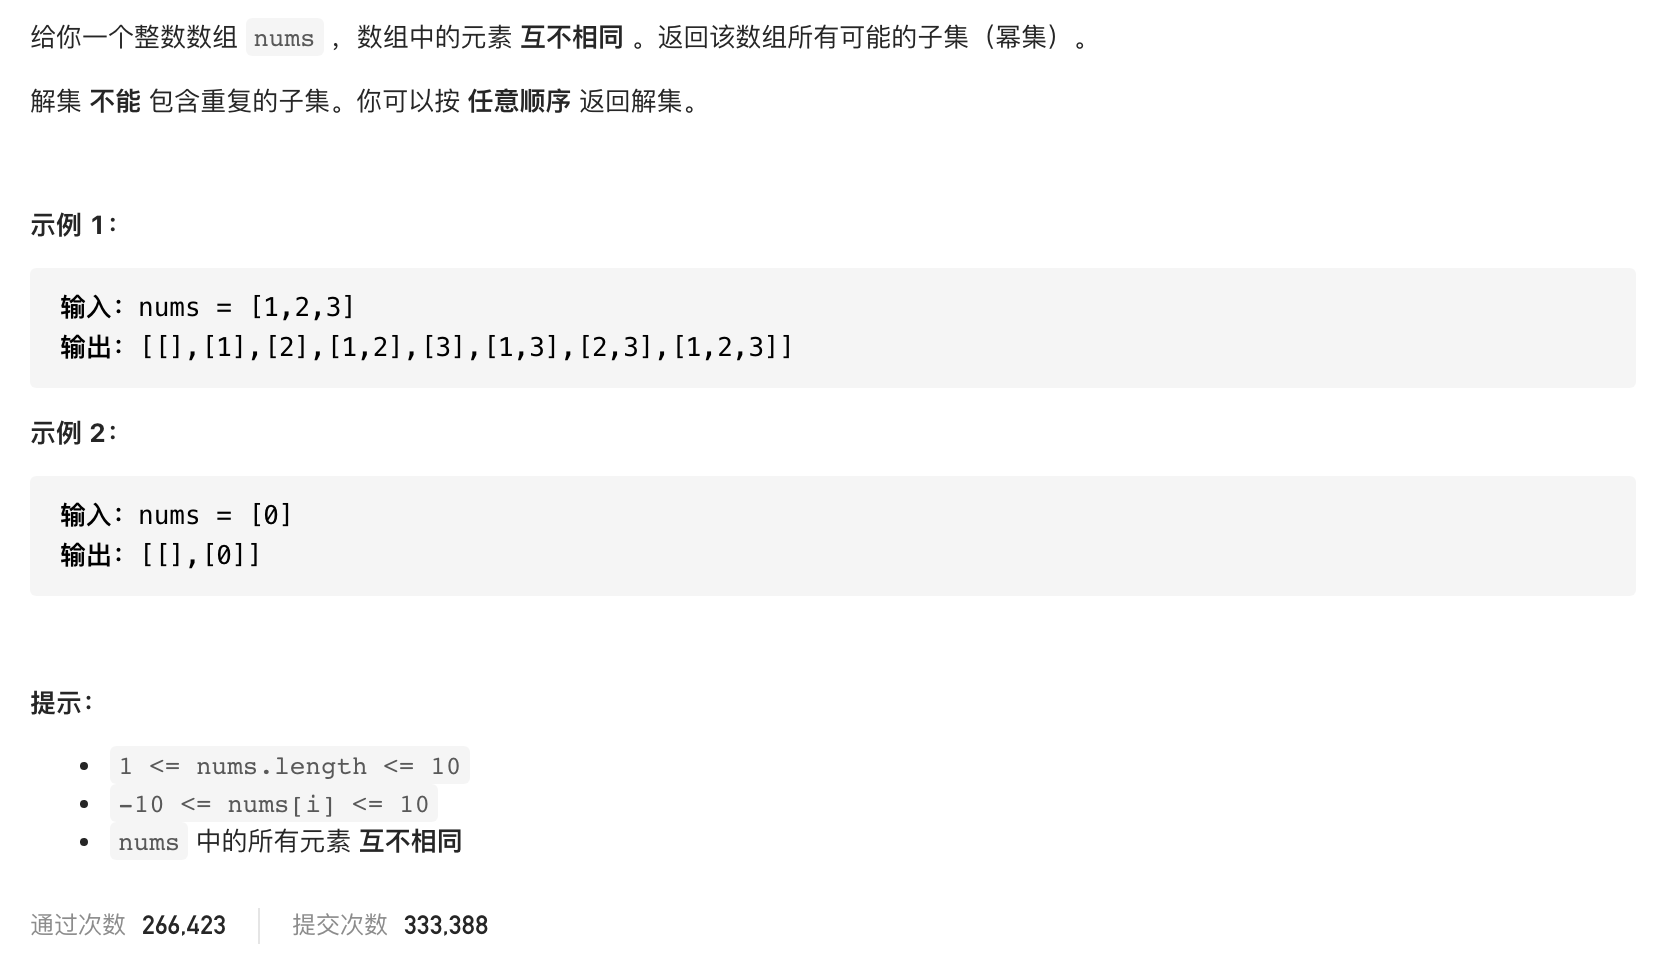 给你一个整数数组 nums ，数组中的元素 互不相同 。返回该数组所有可能的子集（幂集）。
解集 不能 包含重复的子集。你可以按 任意顺序 返回解集。
示例 1：
输入：nums = [1,2,3]
输出：[[],[1],[2],[1,2],[3],[1,3],[2,3],[1,2,3]]
示例 2：
输入：nums = [0]
输出：[[],[0]]
提示：
• 1 <= nums.length <= 10
• -10 <= nums[i] <= 10
• nums 中的所有元素 互不相同
通过次数 266,423 提交次数 333,388